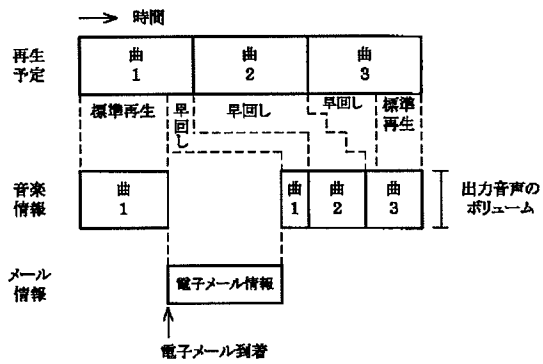 時間
再生
予定
曲
1
曲
2
曲
3
標準再生
早回し
早回し
早回し
標準
再生
音楽
情報
曲
1
曲
1
曲
2
曲
3
出力音声の
ボリューム
メール
情報
電子メール情報
電子メール到着